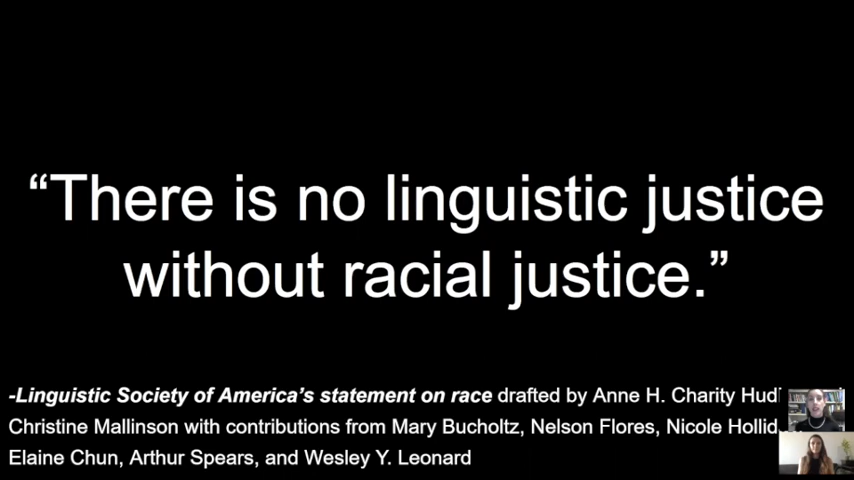 “There is no linguistic justice
without racial justice.”
-Linguistic Society of America’s statement on race drafted by Anne H. Charity
Christine Mallinson with contributions from Mary Bucholtz, Nelson Flores, Nicole
Elaine Chun, Arthur Spears, and Wesley Y. Leonard